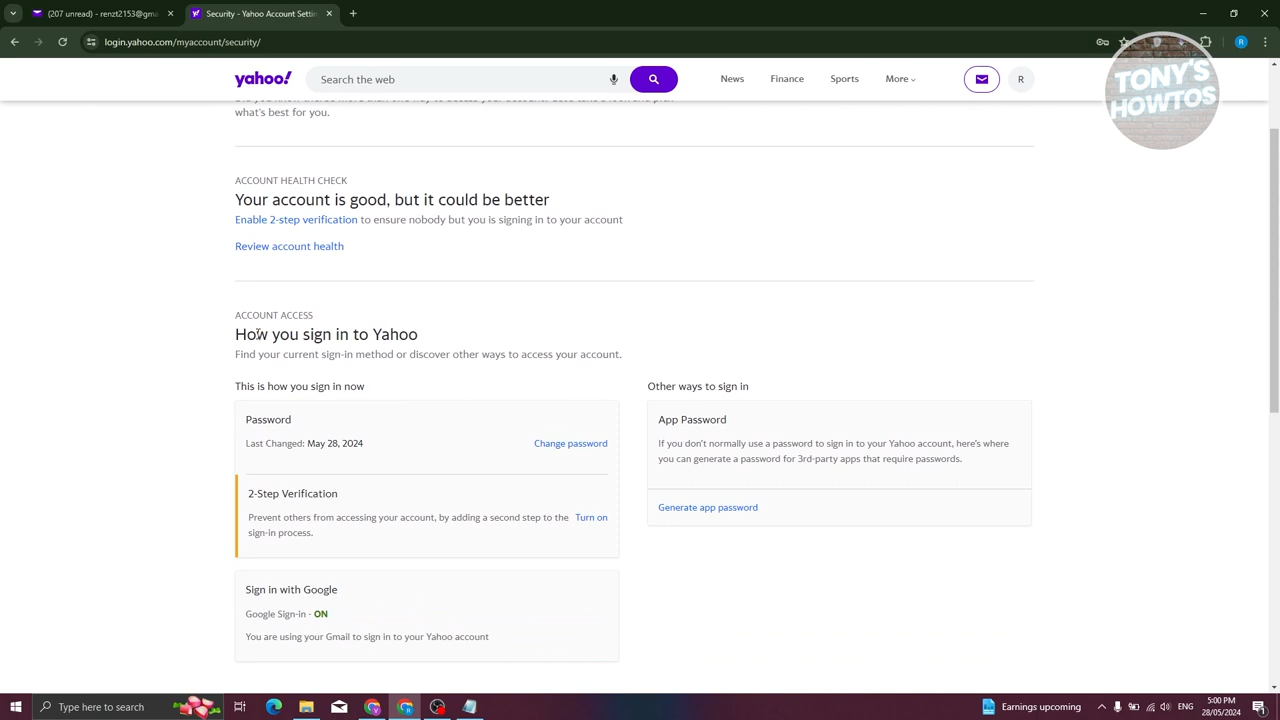 (207 unread) - renzt2153@gma
Security - Account Setti
login.yahoo.com/myaccount/security/
R
yahoo!
Search the web
News
Finance
Sports
More
R
TONY'S
HOWTOS
what's best for you.
ACCOUNT HEALTH CHECK
Your account is good, but it could be better
Enable 2-step verification to ensure nobody but you is signing in to your account
Review account health
ACCOUNT ACCESS
How you sign in to Yahoo
Find your current sign-in method or discover other ways to access your account.
This is how you sign in now
Password
Last Changed: May 28, 2024
Change password
2-Step Verification
Prevent others from accessing your account, by adding a second step to the
sign-in process.
Turn on
Sign in with Google
Google Sign-in - ON
You are using your Gmail to sign in to your Yahoo account
Other ways to sign in
App Password
If you don't normally use a password to sign in to your Yahoo account, here's where
you can generate a password for 3rd-party apps that require passwords.
Generate app password
Type here to search
Earnings upcoming
ENG
5:00 PM
28/05/2024